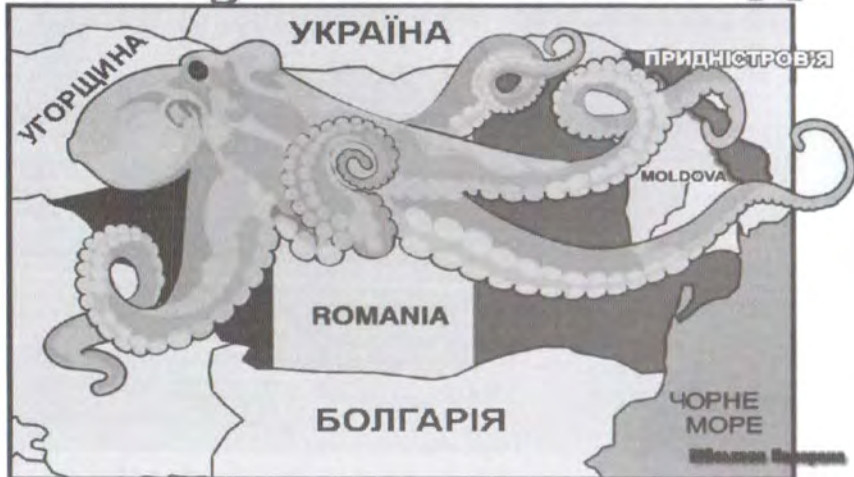 УКРАЇНА
ПРИДНІСТРОВ'Я
УГОРЩИНА
MOLDOVA
ROMANIA
БОЛГАРІЯ
ЧОРНЕ
МОРЕ